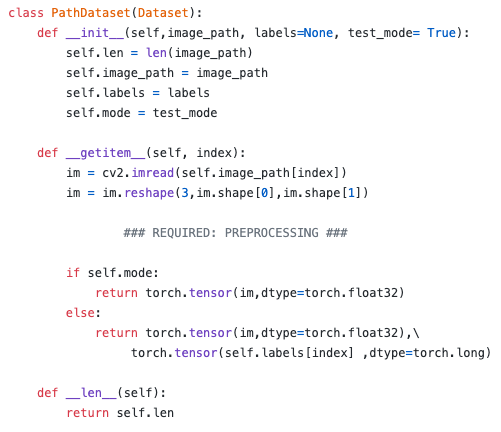 class PathDataset(Dataset):
    def __init__(self,image_path, labels=None, test_mode= True):
        self.len = len(image_path)
        self.image_path = image_path
        self.labels = labels
        self.mode = test_mode

    def __getitem__(self, index):
        im = cv2.imread(self.image_path[index])
        im = im.reshape(3,im.shape[0],im.shape[1])

                ### REQUIRED: PREPROCESSING ###

        if self.mode:
            return torch.tensor(im,dtype=torch.float32)
        else:
            return torch.tensor(im,dtype=torch.float32),\
                 torch.tensor(self.labels[index] ,dtype=torch.long)

    def __len__(self):
        return self.len